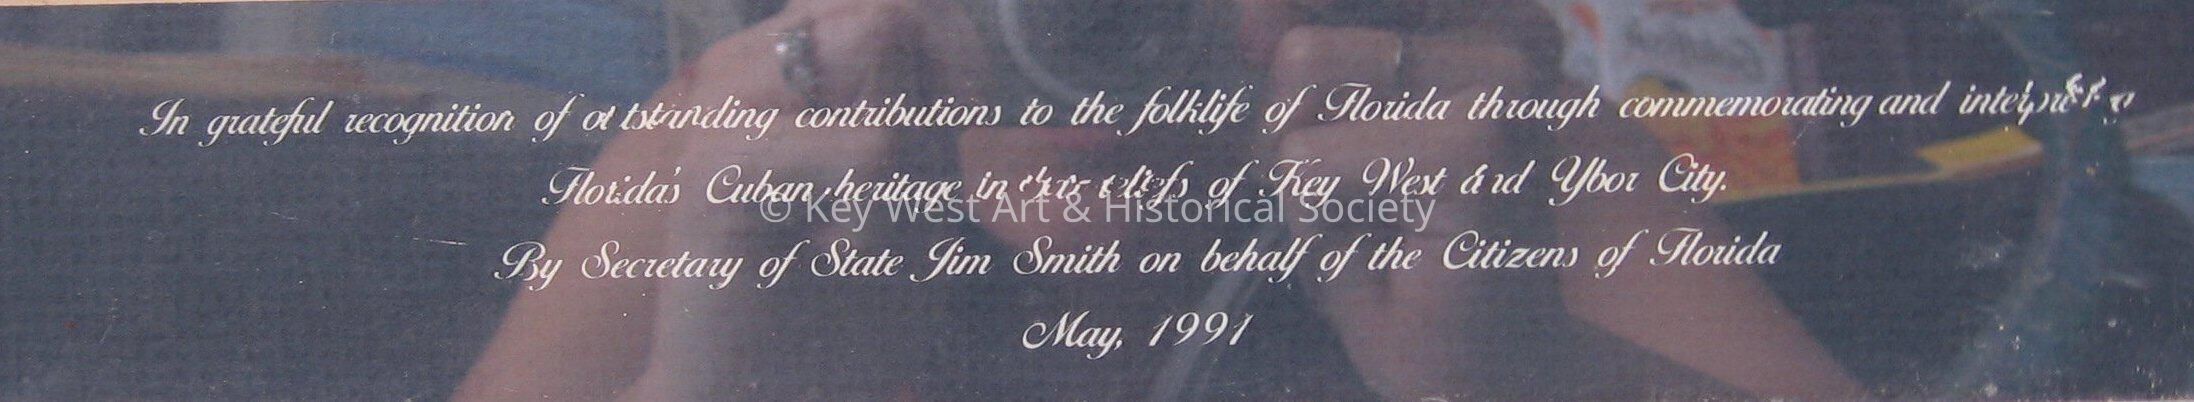 In grateful recognition of outstanding contributions to the folklife of Florida through commemorating and
Florida's Cuban heritage in reliefs of Key West and Ybor City.
© Key West Art & Historical Society
By Secretary of State Jim Smith on behalf of the Citizens of Florida
May, 1991